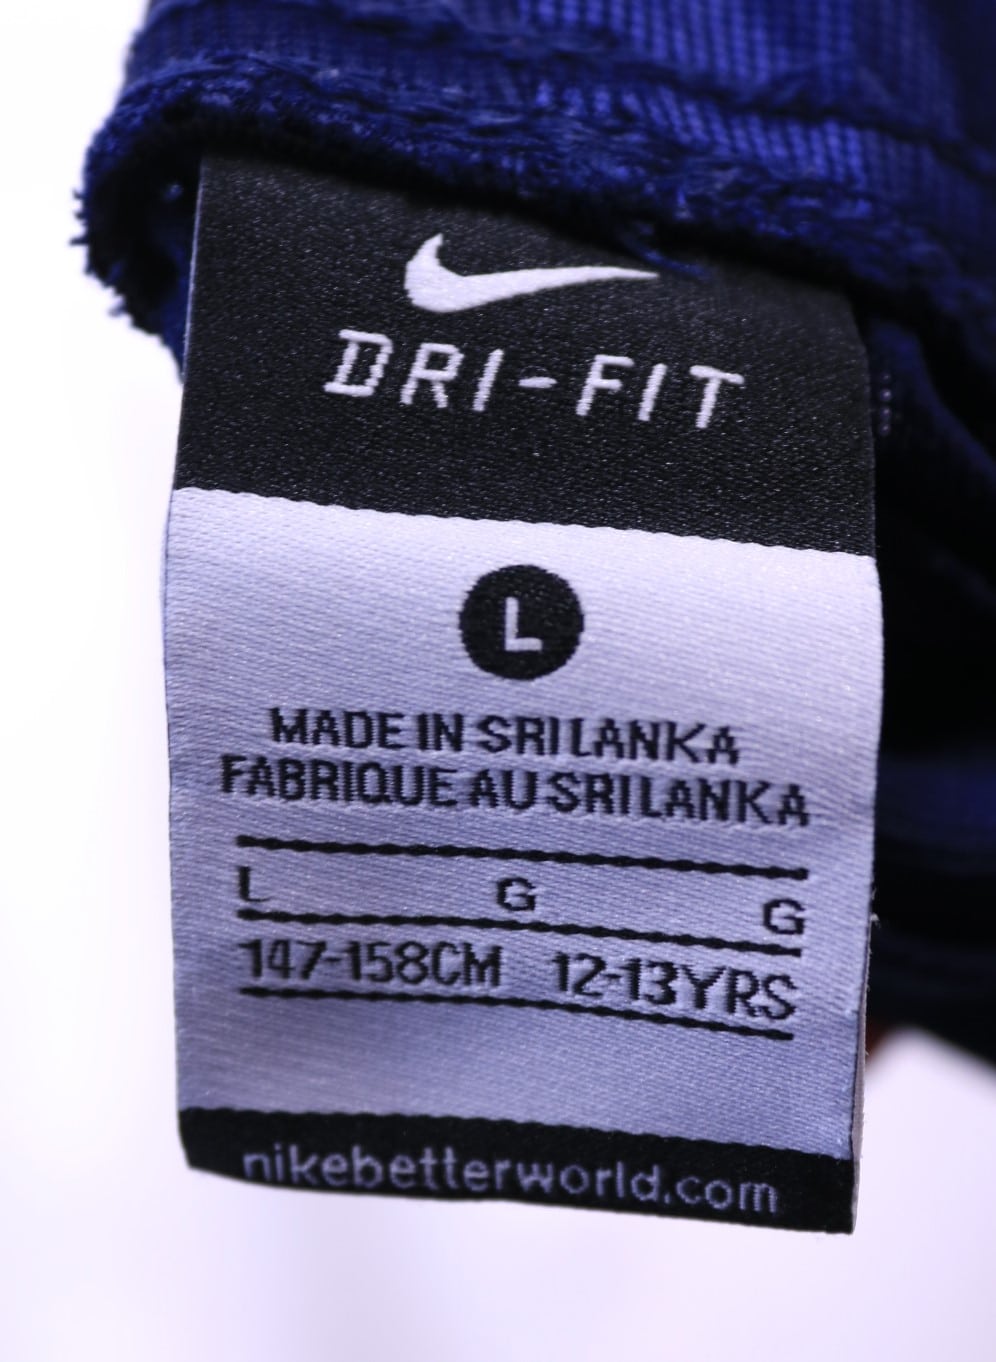 DRI-FIT
L
MADE IN SRI LANKA
FABRIQUE AU SRI LANKA
L G G
147-158CM 12-13YRS
nikebetterworld.com